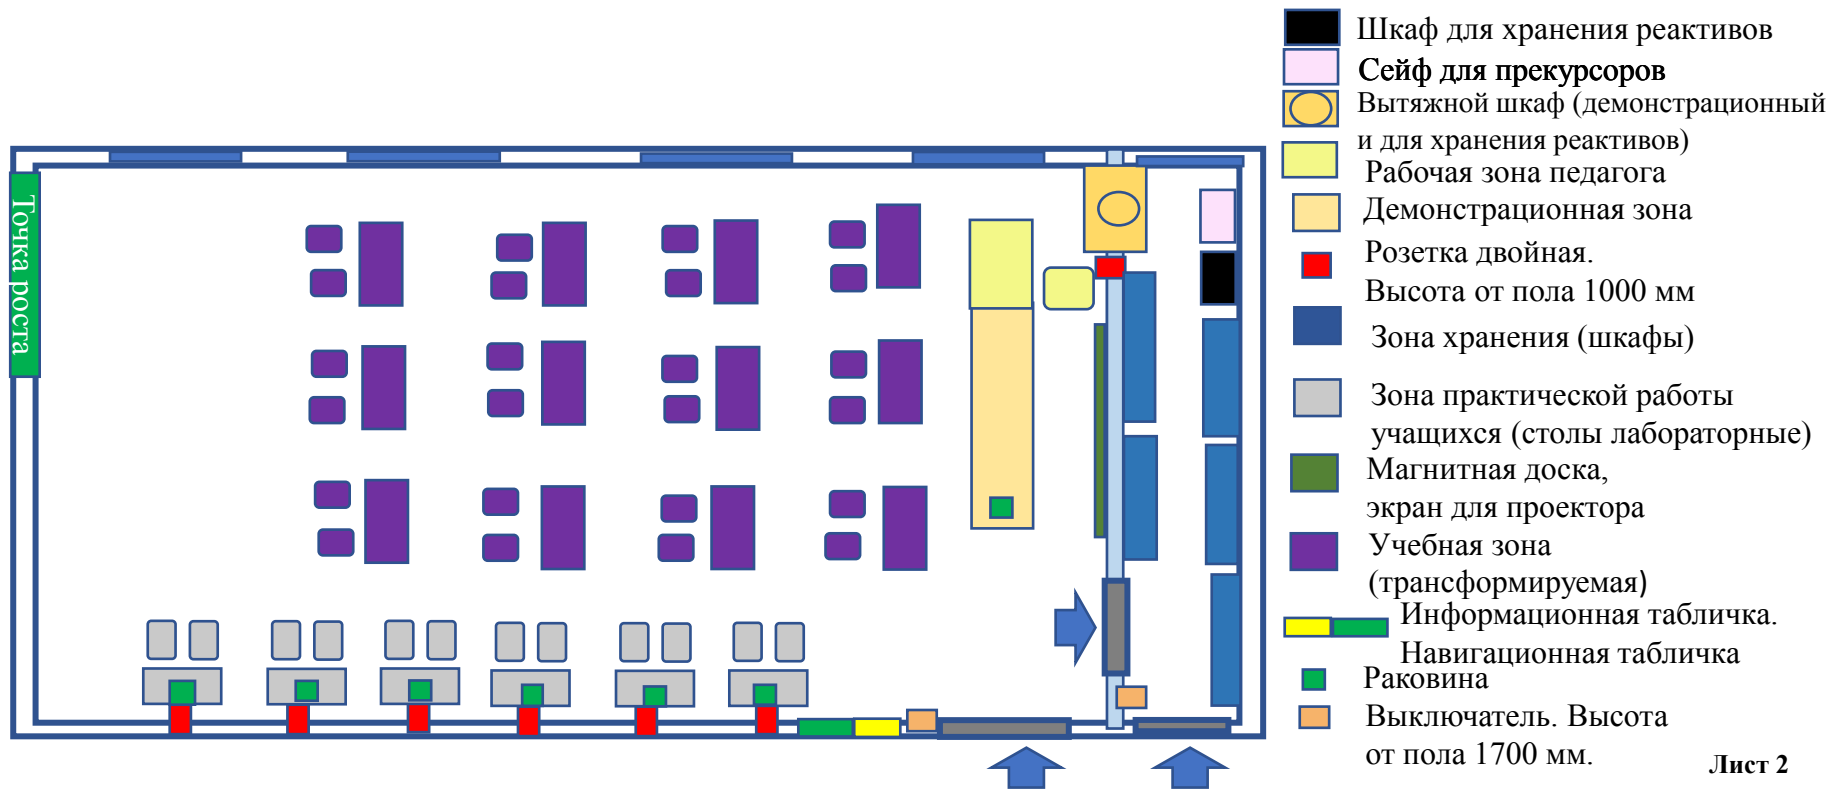 Шкаф для хранения реактивов
Сейф для прекурсоров
Вытяжной шкаф (демонстрационный
и для хранения реактивов)
Рабочая зона педагога
Демонстрационная зона
Розетка двойная.
Высота от пола 1000 мм
Зона хранения (шкафы)
Зона практической работы
учащихся (столы лабораторные)
Магнитная доска,
экран для проектора
Учебная зона
(трансформируемая)
Информационная табличка.
Навигационная табличка
Раковина
Выключатель. Высота
от пола 1700 мм.
Лист 2
Точка роста